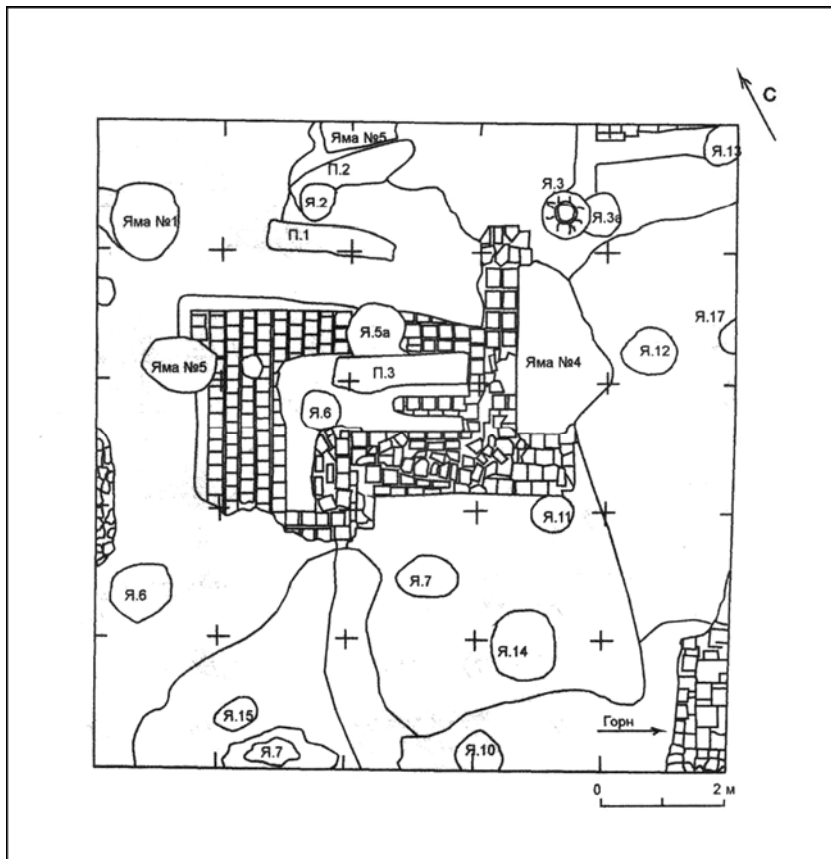 С
Яма №5
Я.13
П.2
Я.3
Я.2
Яма №1
Я.3а
П.1
Я.17
Я.5а
Я.12
Яма №5
П.3
Яма №4
Я.6
Я.11
Я.7
Я.6
Я.14
Я.15
Горн
Я.7
Я.10
0 2 м